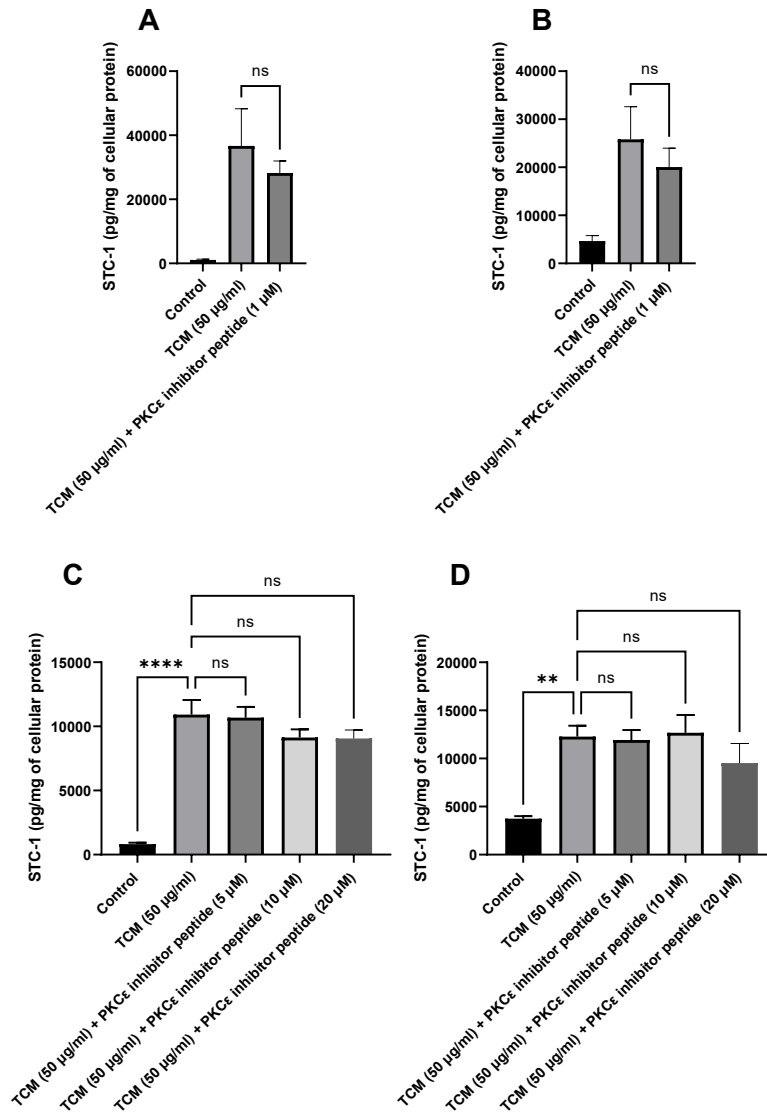 A
STC-1 (pg/mg of cellular protein)
60000
40000
20000
0
ns
Control
TCM (50 µg/ml)
TCM (50 µg/ml) + PKCε inhibitor peptide (1 µM)
B
STC-1 (pg/mg of cellular protein)
40000
30000
20000
10000
0
ns
Control
TCM (50 µg/ml)
TCM (50 µg/ml) + PKCε inhibitor peptide (1 µM)
C
STC-1 (pg/mg of cellular protein)
15000
10000
5000
0
ns
ns
**** ns
Control
TCM (50 µg/ml)
TCM (50 µg/ml) + PKCε inhibitor peptide (5 µM)
TCM (50 µg/ml) + PKCε inhibitor peptide (10 µM)
TCM (50 µg/ml) + PKCε inhibitor peptide (20 µM)
D
STC-1 (pg/mg of cellular protein)
20000
15000
10000
5000
0
ns
ns
** ns
Control
TCM (50 µg/ml)
TCM (50 µg/ml) + PKCε inhibitor peptide (5 µM)
TCM (50 µg/ml) + PKCε inhibitor peptide (10 µM)
TCM (50 µg/ml) + PKCε inhibitor peptide (20 µM)